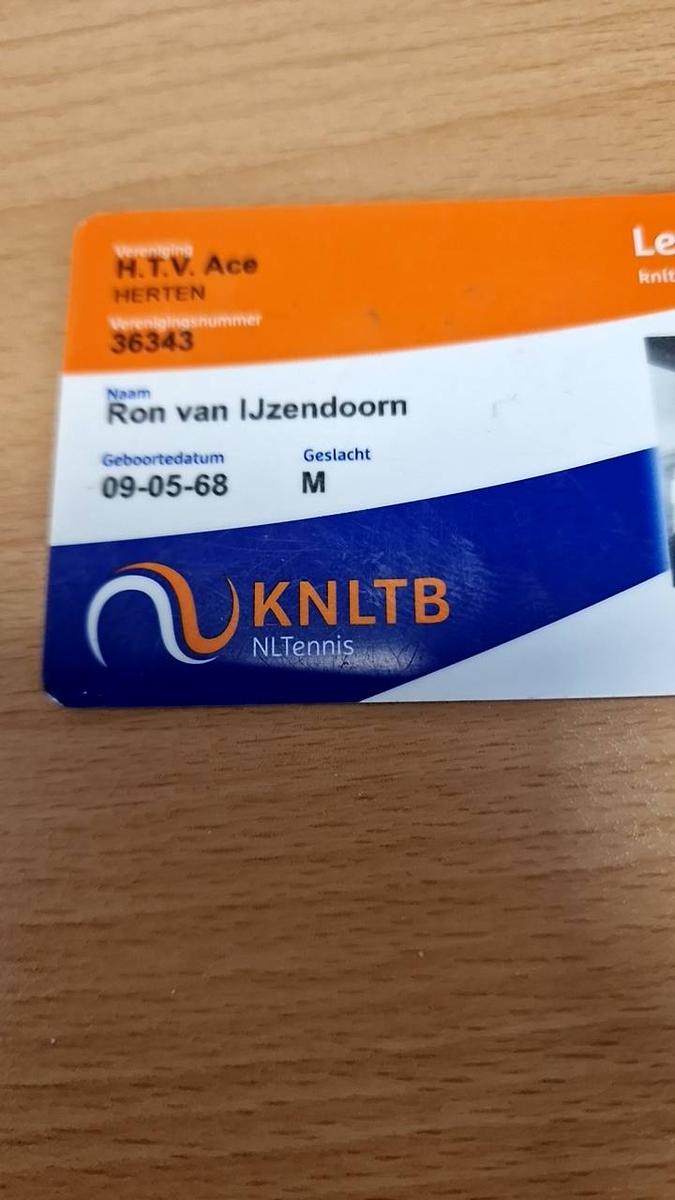 Vereniging
H.T.V. Ace
HERTEN
Verenigingsnummer
36343
Naam
Ron van IJzendoorn
Geboortedatum
09-05-68
Geslacht
M
KNLTB
NLTennis